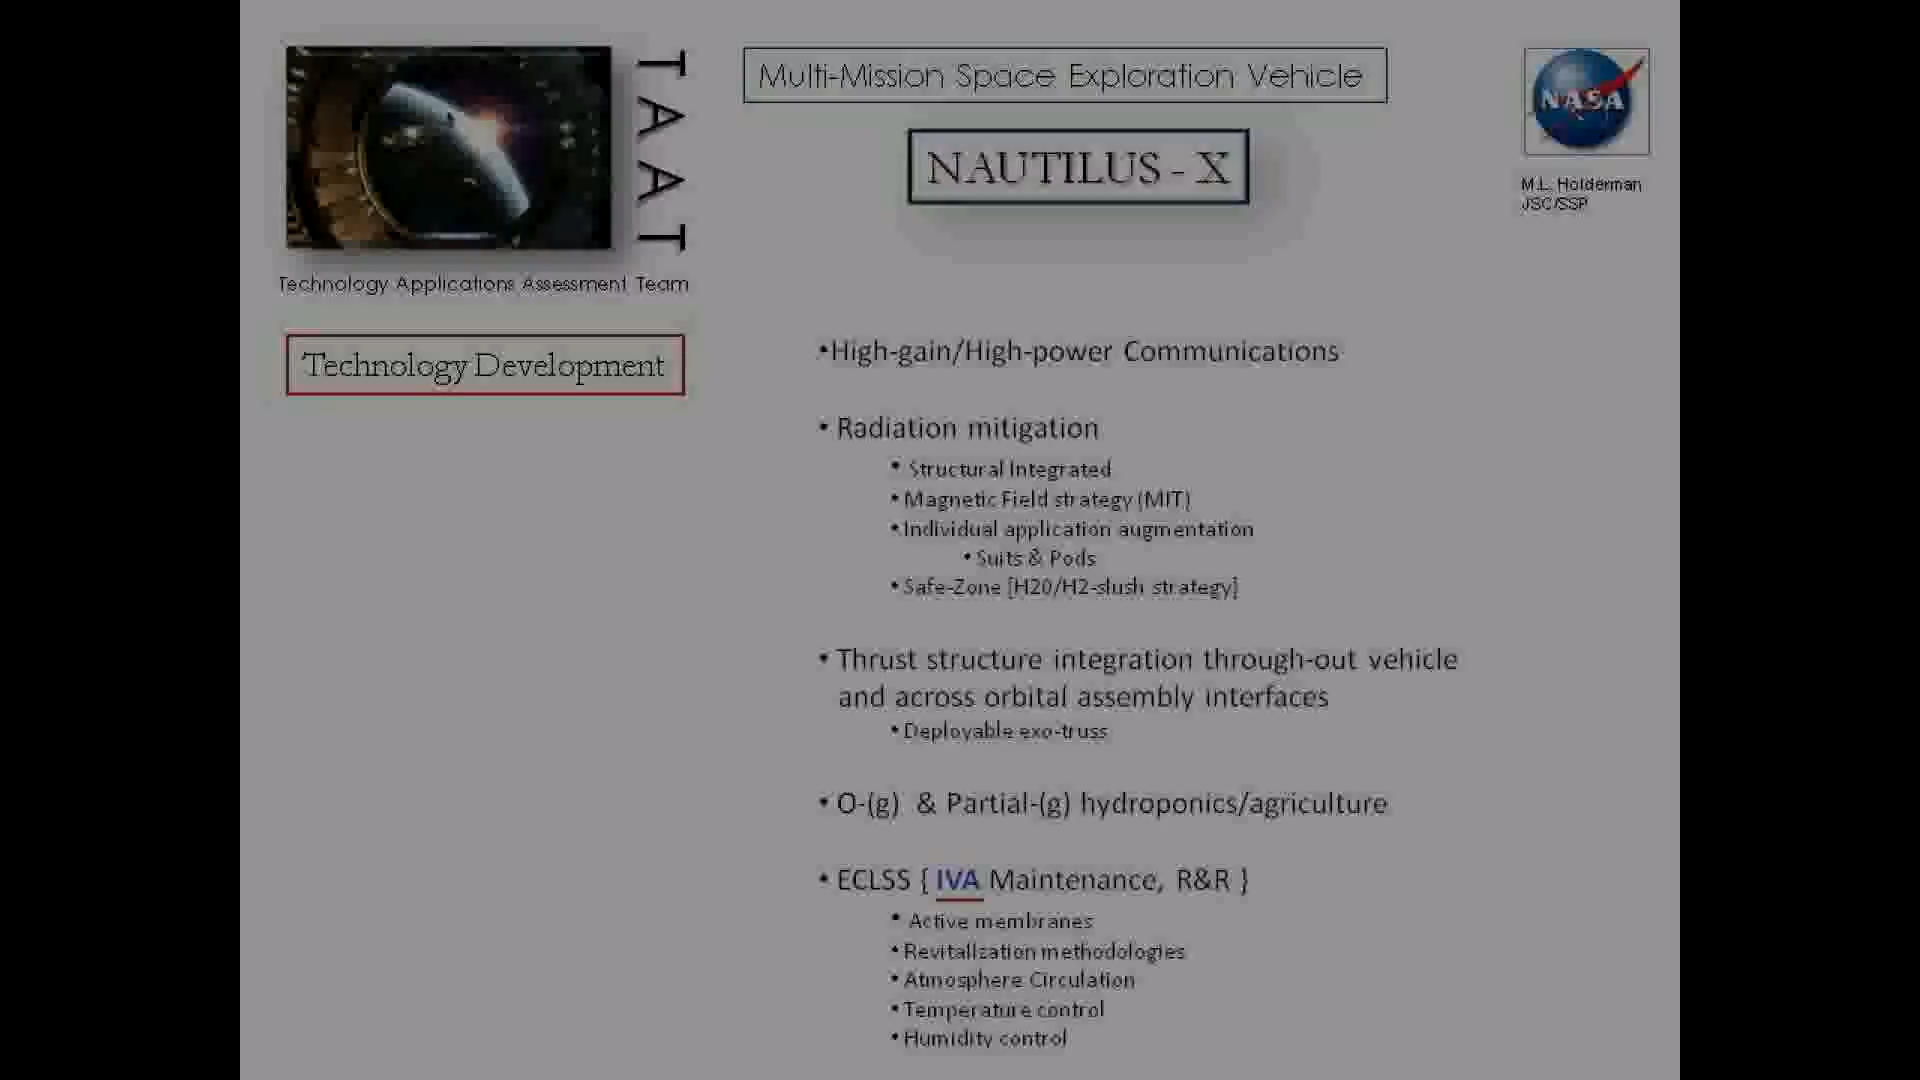 TAAT
Multi-Mission Space Exploration Vehicle
NAUTILUS - X
NASA
M.L. Holderman
JSC/SSP
Technology Applications Assessment Team
Technology Development
•High-gain/High-power Communications
• Radiation mitigation
• Structural Integrated
• Magnetic Field strategy (MIT)
• Individual application augmentation
• Suits & Pods
• Safe-Zone [H20/H2-slush strategy]
• Thrust structure integration through-out vehicle
and across orbital assembly interfaces
• Deployable exo-truss
• O-(g) & Partial-(g) hydroponics/agriculture
• ECLSS { IVA Maintenance, R&R }
• Active membranes
• Revitalization methodologies
• Atmosphere Circulation
• Temperature control
• Humidity control